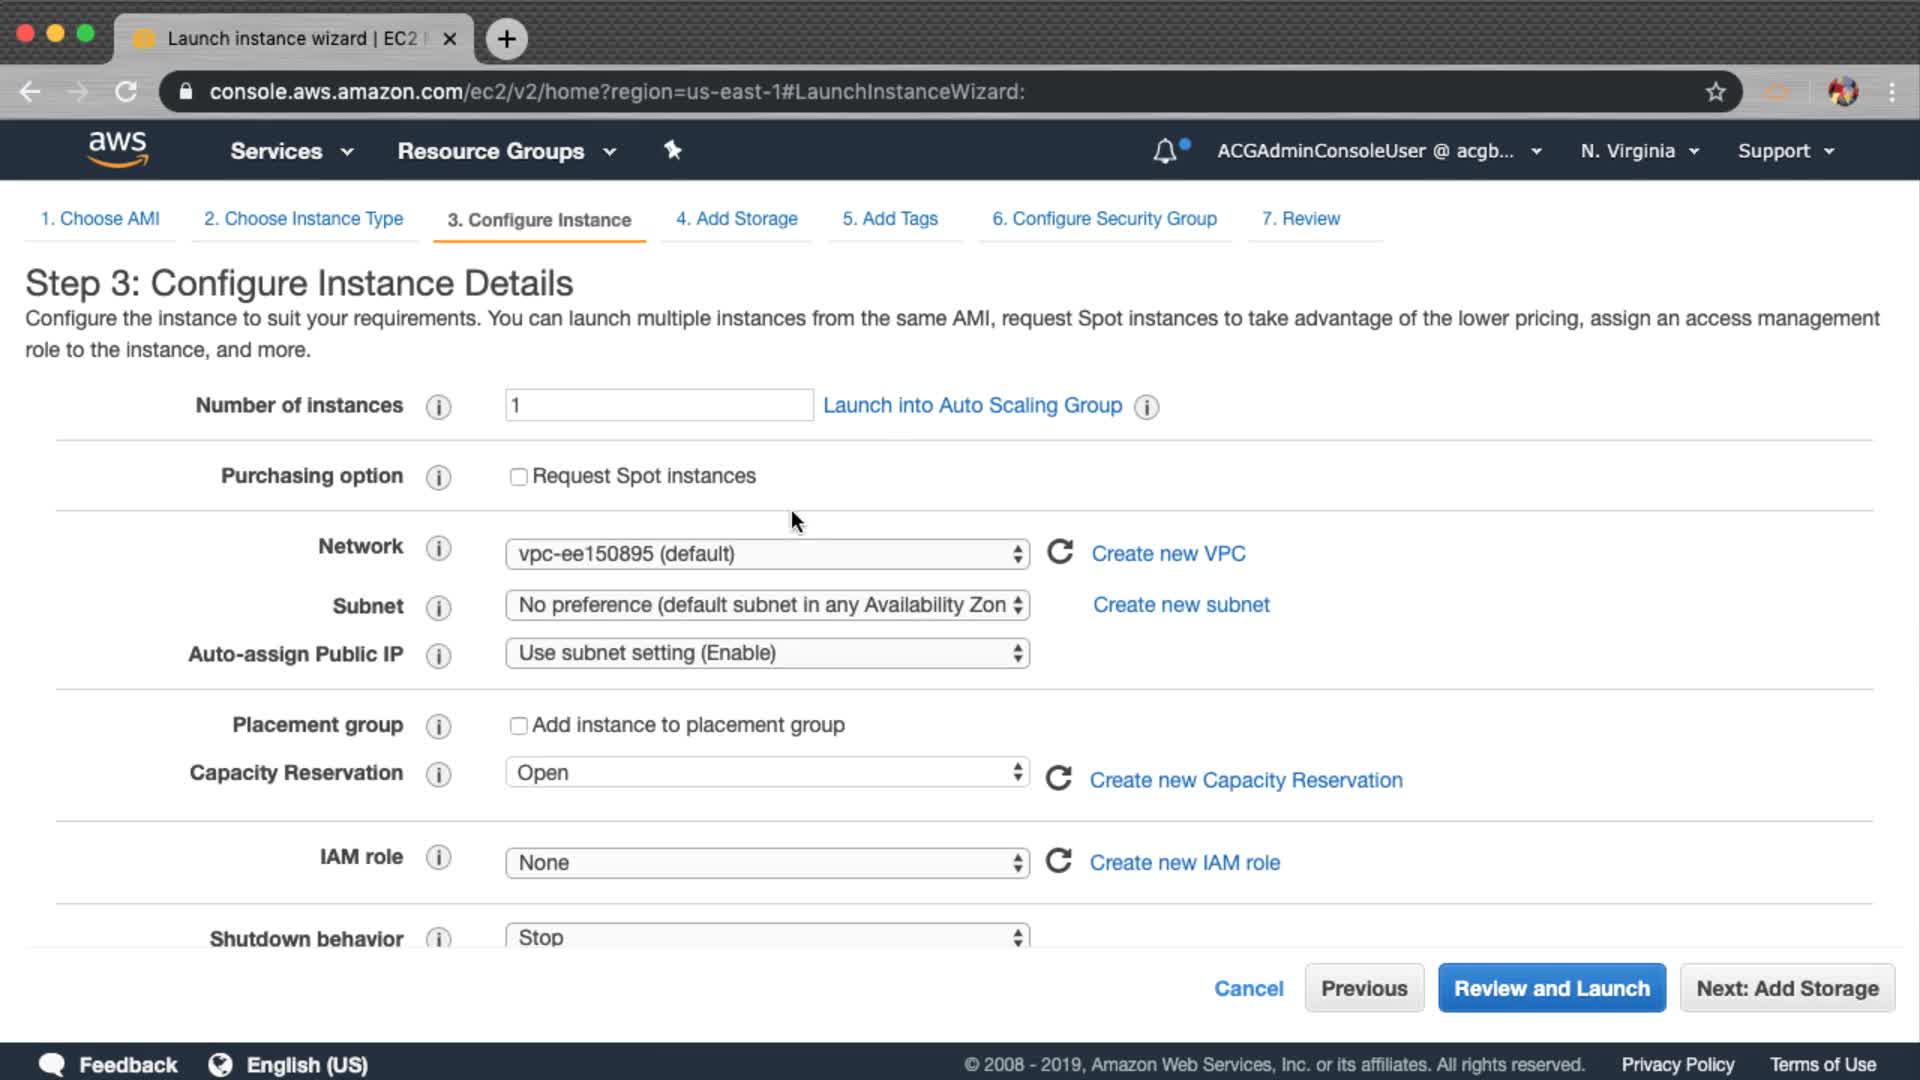 Launch instance wizard | EC2
console.aws.amazon.com/ec2/v2/home?region=us-east-1#LaunchInstanceWizard:
aws
Services
Resource Groups
ACGAdminConsoleUser @ acgb...
N. Virginia
Support
1. Choose AMI
2. Choose Instance Type
3. Configure Instance
4. Add Storage
5. Add Tags
6. Configure Security Group
7. Review
Step 3: Configure Instance Details
Configure the instance to suit your requirements. You can launch multiple instances from the same AMI, request Spot instances to take advantage of the lower pricing, assign an access management
role to the instance, and more.
Number of instances
1
Launch into Auto Scaling Group
Purchasing option
Request Spot instances
Network
vpc-ee150895 (default)
Create new VPC
Subnet
No preference (default subnet in any Availability Zon
Create new subnet
Auto-assign Public IP
Use subnet setting (Enable)
Placement group
Add instance to placement group
Capacity Reservation
Open
Create new Capacity Reservation
IAM role
None
Create new IAM role
Shutdown behavior
Stop
Cancel
Previous
Review and Launch
Next: Add Storage
Feedback
English (US)
© 2008 - 2019, Amazon Web Services, Inc. or its affiliates. All rights reserved.
Privacy Policy
Terms of Use